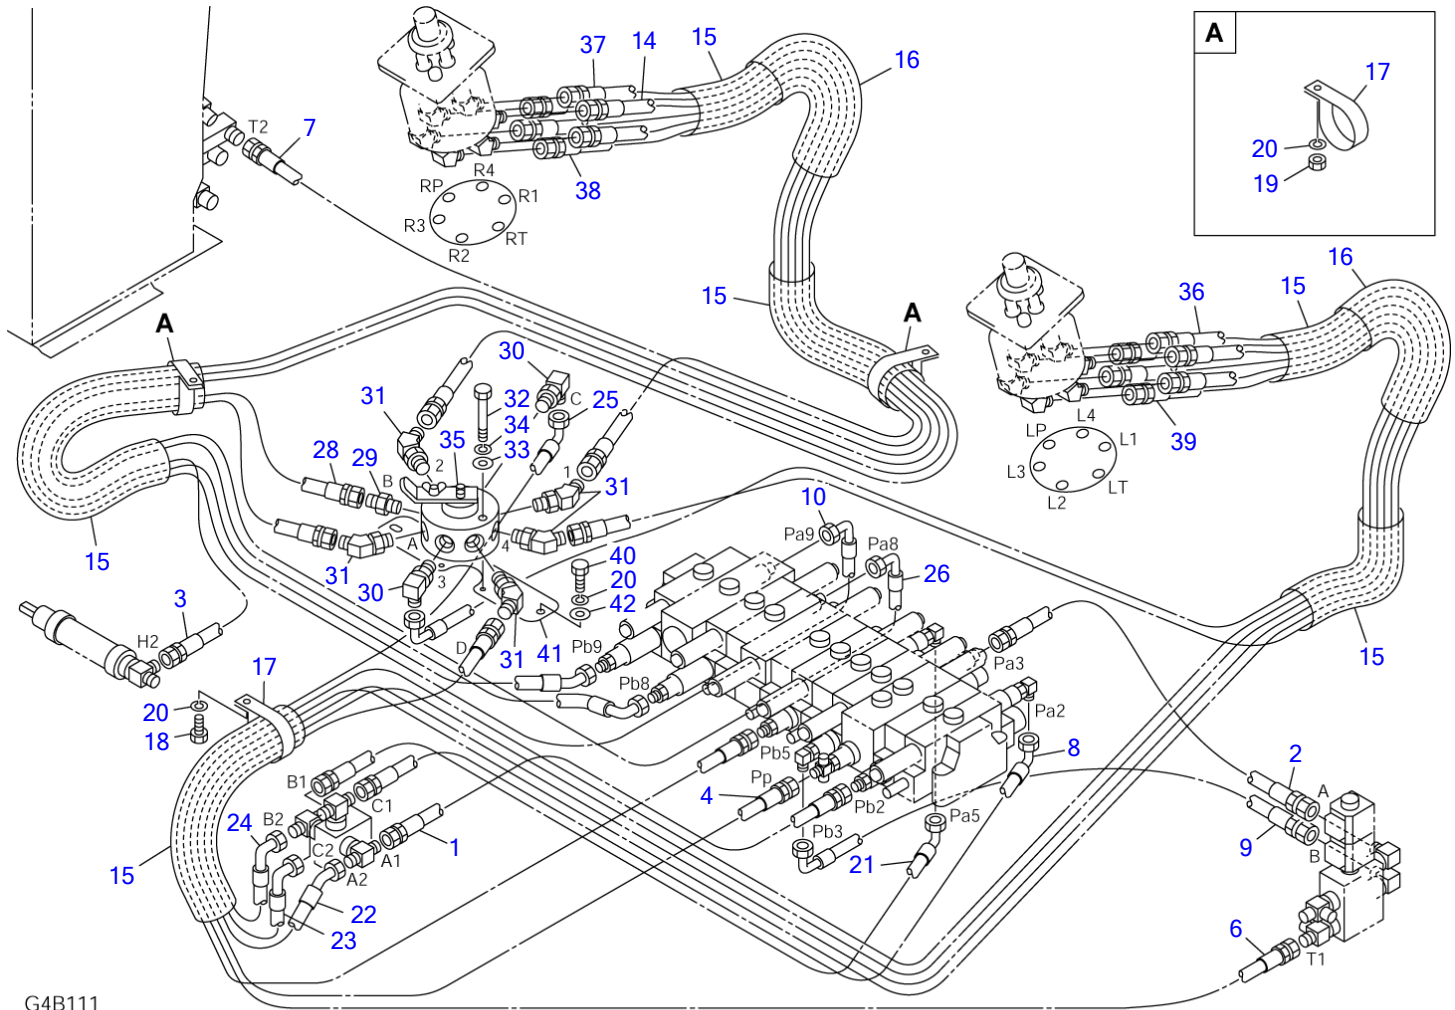 37
14
15
16
A
17
20
19
T2
7
38
R4
RP
R1
R3
RT
R2
15
A
A
16
15
36
L4
LP
L1
L3
LT
L2
39
30
31
32
C
25
34
35
33
2
28
29
B
1
31
10
Pa9
Pa8
15
A
4
40
31
3
30
20
26
42
3
H2
D
31
41
Pb9
Pa3
15
17
Pb8
20
18
Pa2
Pb5
8
2
B1
Pp
A
C1
4
Pb2
B2
24
Pa5
C2
A1
1
Pb3
9
B
15
A2
21
22
23
6
T1
G4B111